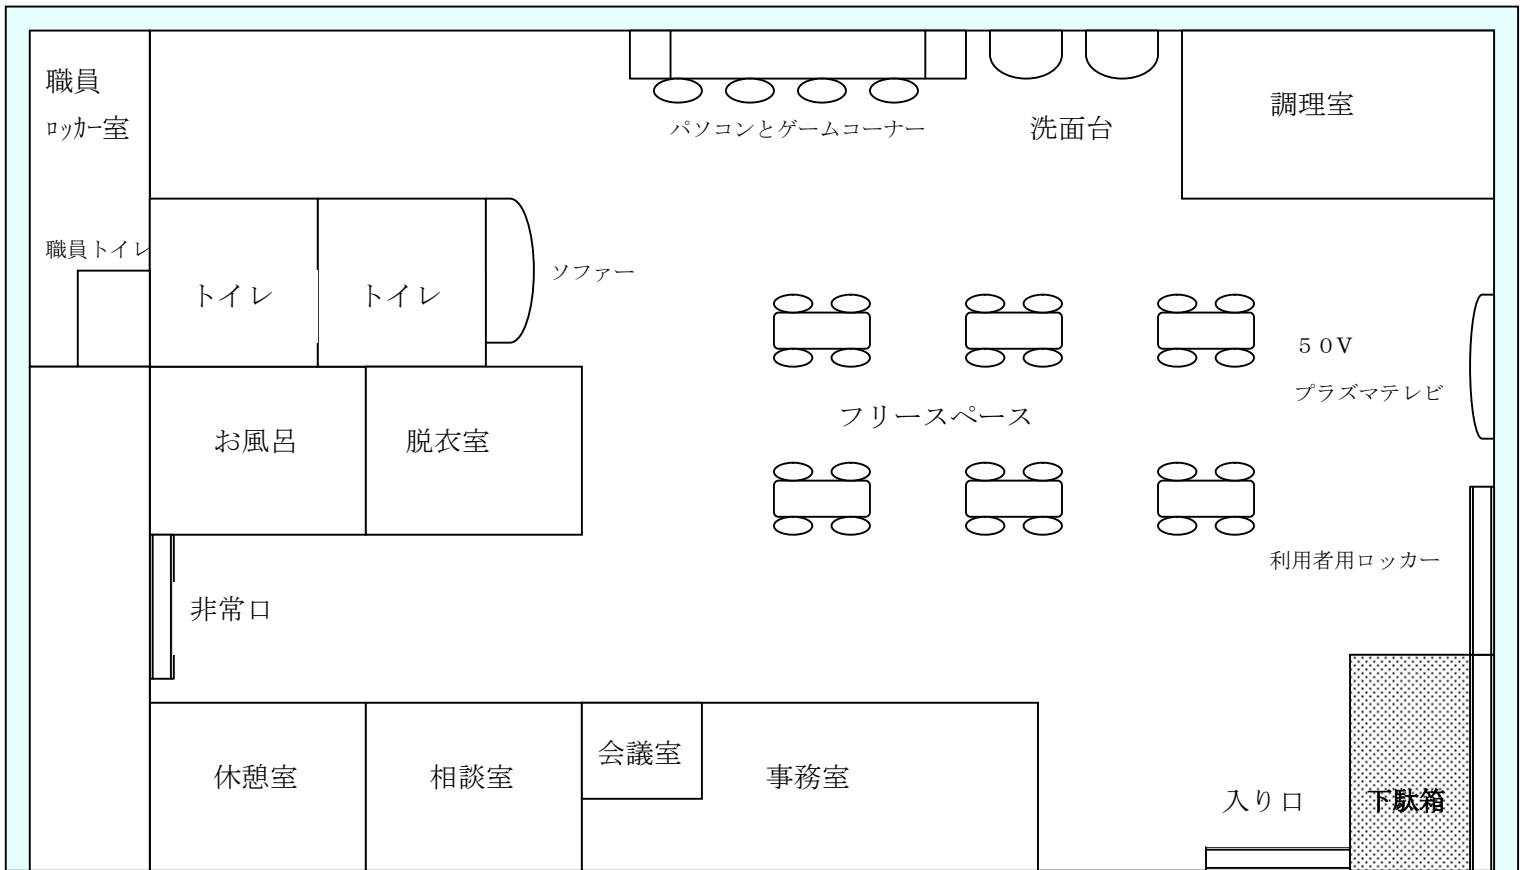 職員
ﾛｯｶｰ室
パソコンとゲームコーナー
洗面台
調理室
職員トイレ
トイレ
トイレ
ソファー
５０V
プラズマテレビ
フリースペース
お風呂
脱衣室
利用者用ロッカー
非常口
休憩室
相談室
会議室
事務室
入り口
下駄箱